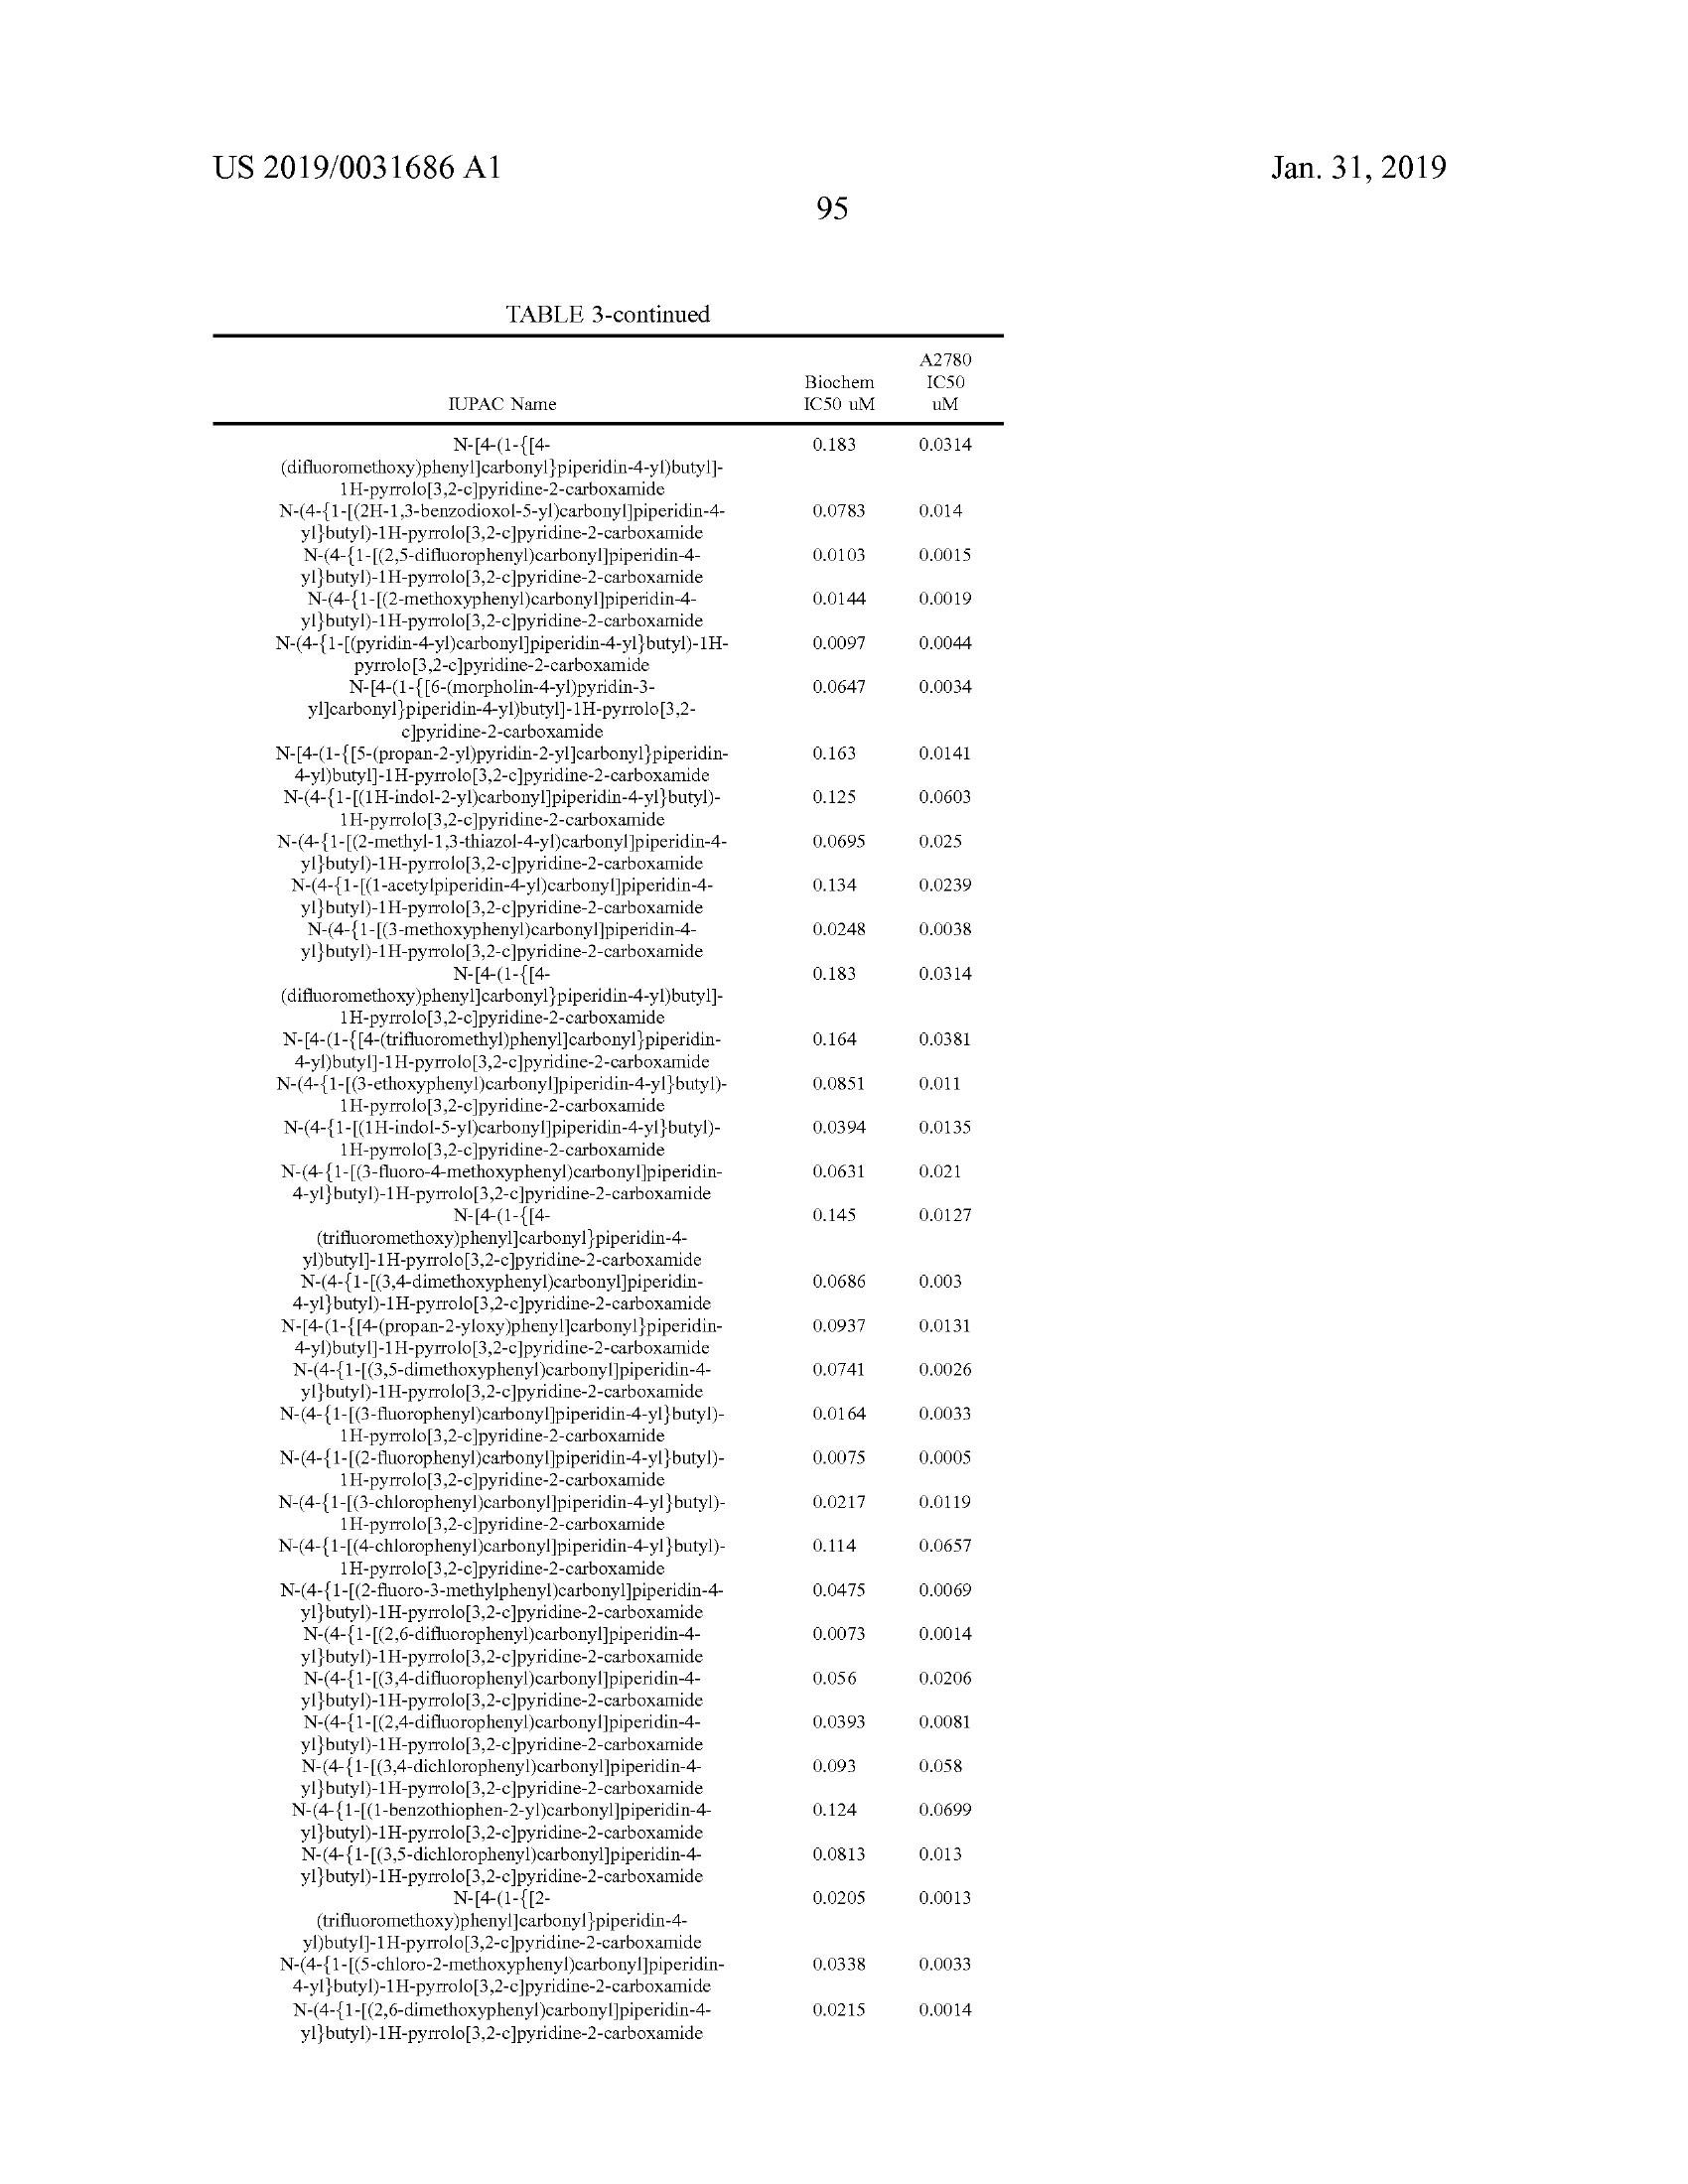 US 2019/0031686 A1
Jan. 31, 2019
95
TABLE 3-continued
A2780
Biochem IC50
IUPAC Name IC50 uM uM
N-[4-(1-{[4- 0.183 0.0314
(difluoromethoxy)phenyl]carbonyl}piperidin-4-yl)butyl]-
1H-pyrrolo[3,2-c]pyridine-2-carboxamide
N-(4-{1-[(2H-1,3-benzodioxol-5-yl)carbonyl]piperidin-4- 0.0783 0.014
yl}butyl)-1H-pyrrolo[3,2-c]pyridine-2-carboxamide
N-(4-{1-[(2,5-difluorophenyl)carbonyl]piperidin-4- 0.0103 0.0015
yl}butyl)-1H-pyrrolo[3,2-c]pyridine-2-carboxamide
N-(4-{1-[(2-methoxyphenyl)carbonyl]piperidin-4- 0.0144 0.0019
yl}butyl)-1H-pyrrolo[3,2-c]pyridine-2-carboxamide
N-(4-{1-[(pyridin-4-yl)carbonyl]piperidin-4-yl}butyl)-1H- 0.0097 0.0044
pyrrolo[3,2-c]pyridine-2-carboxamide
N-[4-(1-{[6-(morpholin-4-yl)pyridin-3- 0.0647 0.0034
yl]carbonyl}piperidin-4-yl)butyl]-1H-pyrrolo[3,2-
c]pyridine-2-carboxamide
N-[4-(1-{[5-(propan-2-yl)pyridin-2-yl]carbonyl}piperidin- 0.163 0.0141
4-yl)butyl]-1H-pyrrolo[3,2-c]pyridine-2-carboxamide
N-(4-{1-[(1H-indol-2-yl)carbonyl]piperidin-4-yl}butyl)- 0.125 0.0603
1H-pyrrolo[3,2-c]pyridine-2-carboxamide
N-(4-{1-[(2-methyl-1,3-thiazol-4-yl)carbonyl]piperidin-4- 0.0695 0.025
yl}butyl)-1H-pyrrolo[3,2-c]pyridine-2-carboxamide
N-(4-{1-[(1-acetylpiperidin-4-yl)carbonyl]piperidin-4- 0.134 0.0239
yl}butyl)-1H-pyrrolo[3,2-c]pyridine-2-carboxamide
N-(4-{1-[(3-methoxyphenyl)carbonyl]piperidin-4- 0.0248 0.0038
yl}butyl)-1H-pyrrolo[3,2-c]pyridine-2-carboxamide
N-[4-(1-{[4- 0.183 0.0314
(difluoromethoxy)phenyl]carbonyl}piperidin-4-yl)butyl]-
1H-pyrrolo[3,2-c]pyridine-2-carboxamide
N-[4-(1-{[4-(trifluoromethyl)phenyl]carbonyl}piperidin- 0.164 0.0381
4-yl)butyl]-1H-pyrrolo[3,2-c]pyridine-2-carboxamide
N-(4-{1-[(3-ethoxyphenyl)carbonyl]piperidin-4-yl}butyl)- 0.0851 0.011
1H-pyrrolo[3,2-c]pyridine-2-carboxamide
N-(4-{1-[(1H-indol-5-yl)carbonyl]piperidin-4-yl}butyl)- 0.0394 0.0135
1H-pyrrolo[3,2-c]pyridine-2-carboxamide
N-(4-{1-[(3-fluoro-4-methoxyphenyl)carbonyl]piperidin- 0.0631 0.021
4-yl}butyl)-1H-pyrrolo[3,2-c]pyridine-2-carboxamide
N-[4-(1-{[4- 0.145 0.0127
(trifluoromethoxy)phenyl]carbonyl}piperidin-4-
yl)butyl]-1H-pyrrolo[3,2-c]pyridine-2-carboxamide
N-(4-{1-[(3,4-dimethoxyphenyl)carbonyl]piperidin- 0.0686 0.003
4-yl}butyl)-1H-pyrrolo[3,2-c]pyridine-2-carboxamide
N-[4-(1-{[4-(propan-2-yloxy)phenyl]carbonyl}piperidin- 0.0937 0.0131
4-yl)butyl]-1H-pyrrolo[3,2-c]pyridine-2-carboxamide
N-(4-{1-[(3,5-dimethoxyphenyl)carbonyl]piperidin-4- 0.0741 0.0026
yl}butyl)-1H-pyrrolo[3,2-c]pyridine-2-carboxamide
N-(4-{1-[(3-fluorophenyl)carbonyl]piperidin-4-yl}butyl)- 0.0164 0.0033
1H-pyrrolo[3,2-c]pyridine-2-carboxamide
N-(4-{1-[(2-fluorophenyl)carbonyl]piperidin-4-yl}butyl)- 0.0075 0.0005
1H-pyrrolo[3,2-c]pyridine-2-carboxamide
N-(4-{1-[(3-chlorophenyl)carbonyl]piperidin-4-yl}butyl)- 0.0217 0.0119
1H-pyrrolo[3,2-c]pyridine-2-carboxamide
N-(4-{1-[(4-chlorophenyl)carbonyl]piperidin-4-yl}butyl)- 0.114 0.0657
1H-pyrrolo[3,2-c]pyridine-2-carboxamide
N-(4-{1-[(2-fluoro-3-methylphenyl)carbonyl]piperidin-4- 0.0475 0.0069
yl}butyl)-1H-pyrrolo[3,2-c]pyridine-2-carboxamide
N-(4-{1-[(2,6-difluorophenyl)carbonyl]piperidin-4- 0.0073 0.0014
yl}butyl)-1H-pyrrolo[3,2-c]pyridine-2-carboxamide
N-(4-{1-[(3,4-difluorophenyl)carbonyl]piperidin-4- 0.056 0.0206
yl}butyl)-1H-pyrrolo[3,2-c]pyridine-2-carboxamide
N-(4-{1-[(2,4-difluorophenyl)carbonyl]piperidin-4- 0.0393 0.0081
yl}butyl)-1H-pyrrolo[3,2-c]pyridine-2-carboxamide
N-(4-{1-[(3,4-dichlorophenyl)carbonyl]piperidin-4- 0.093 0.058
yl}butyl)-1H-pyrrolo[3,2-c]pyridine-2-carboxamide
N-(4-{1-[(1-benzothiophen-2-yl)carbonyl]piperidin-4- 0.124 0.0699
yl}butyl)-1H-pyrrolo[3,2-c]pyridine-2-carboxamide
N-(4-{1-[(3,5-dichlorophenyl)carbonyl]piperidin-4- 0.0813 0.013
yl}butyl)-1H-pyrrolo[3,2-c]pyridine-2-carboxamide
N-[4-(1-{[2- 0.0205 0.0013
(trifluoromethoxy)phenyl]carbonyl}piperidin-4-
yl)butyl]-1H-pyrrolo[3,2-c]pyridine-2-carboxamide
N-(4-{1-[(5-chloro-2-methoxyphenyl)carbonyl]piperidin- 0.0338 0.0033
4-yl}butyl)-1H-pyrrolo[3,2-c]pyridine-2-carboxamide
N-(4-{1-[(2,6-dimethoxyphenyl)carbonyl]piperidin-4- 0.0215 0.0014
yl}butyl)-1H-pyrrolo[3,2-c]pyridine-2-carboxamide